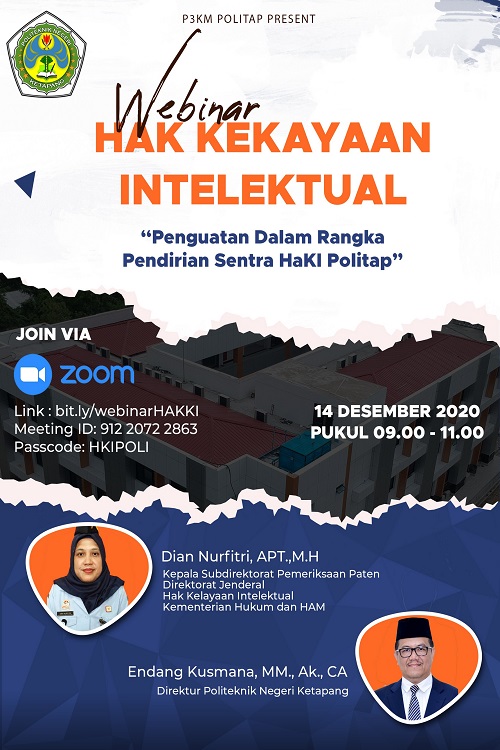 P3KM POLITAP PRESENT
POLITEKNIK NEGERI
KETAPANG
Webinar
HAK KEKAYAAN
INTELEKTUAL
“Penguatan Dalam Rangka
Pendirian Sentra HaKI Politap”
JOIN VIA
zoom
Link : bit.ly/webinarHAKKI
Meeting ID: 912 2072 2863
Passcode: HKIPOLI
14 DESEMBER 2020
PUKUL 09.00 - 11.00
Dian Nurfitri, APT.,M.H
Kepala Subdirektorat Pemeriksaan Paten
Direktorat Jenderal
Hak Kelayaan Intelektual
Kementerian Hukum dan HAM
Endang Kusmana, MM., Ak., CA
Direktur Politeknik Negeri Ketapang